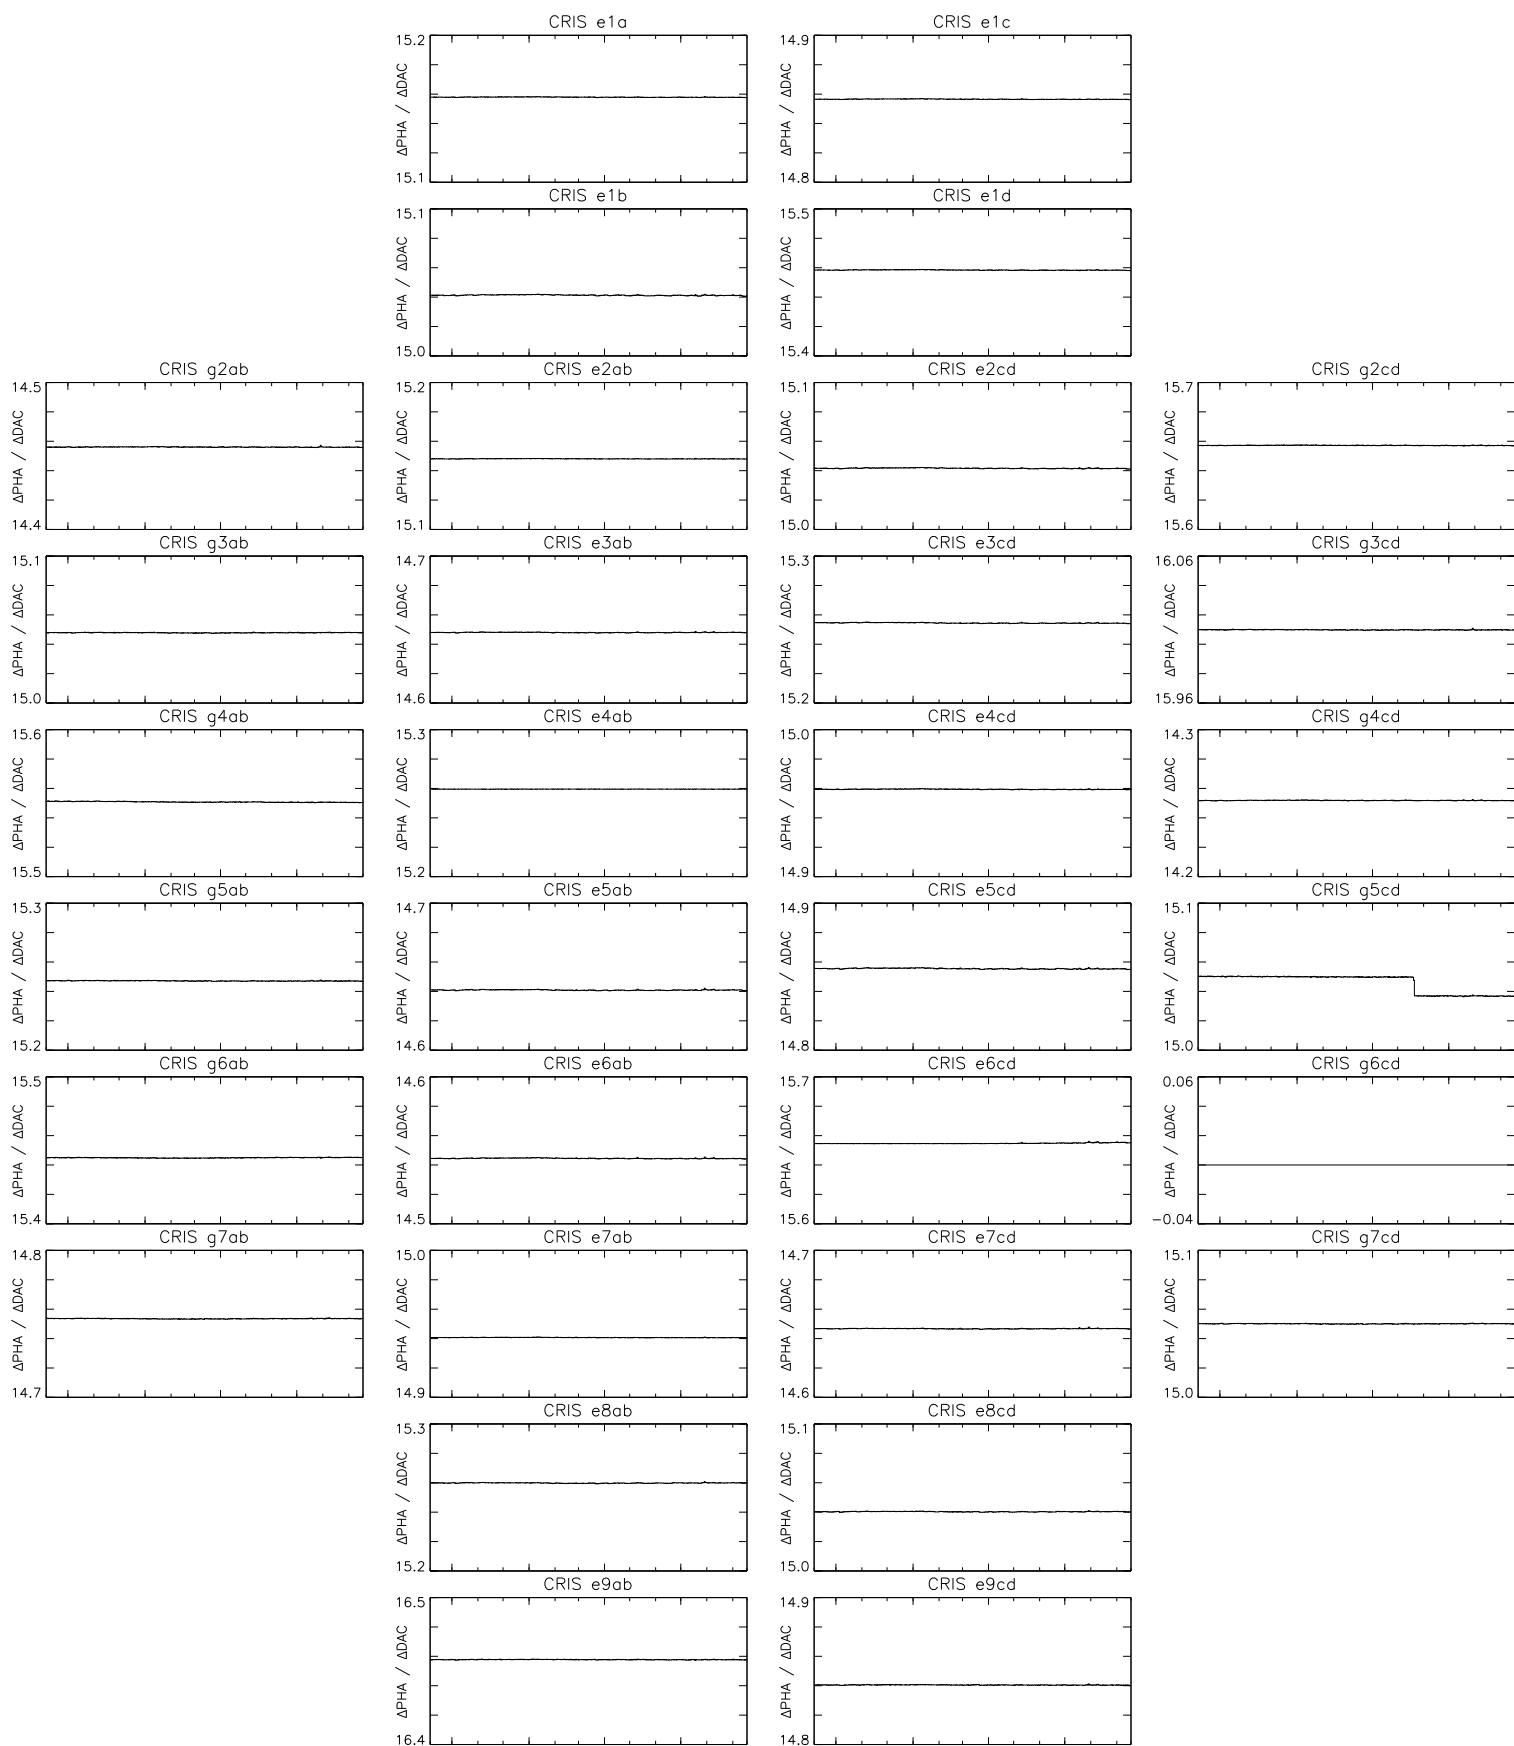 CRIS e1a
CRIS e1c
15.2
ΔPHA / ΔDAC
15.1
14.9
ΔPHA / ΔDAC
14.8
CRIS e1b
CRIS e1d
15.1
ΔPHA / ΔDAC
15.0
15.5
ΔPHA / ΔDAC
15.4
CRIS g2ab
CRIS e2ab
CRIS e2cd
CRIS g2cd
14.5
ΔPHA / ΔDAC
14.4
15.2
ΔPHA / ΔDAC
15.1
15.1
ΔPHA / ΔDAC
15.0
15.7
ΔPHA / ΔDAC
15.6
CRIS g3ab
CRIS e3ab
CRIS e3cd
CRIS g3cd
15.1
ΔPHA / ΔDAC
15.0
14.7
ΔPHA / ΔDAC
14.6
15.3
ΔPHA / ΔDAC
15.2
16.06
ΔPHA / ΔDAC
15.96
CRIS g4ab
CRIS e4ab
CRIS e4cd
CRIS g4cd
15.6
ΔPHA / ΔDAC
15.5
15.3
ΔPHA / ΔDAC
15.2
15.0
ΔPHA / ΔDAC
14.9
14.3
ΔPHA / ΔDAC
14.2
CRIS g5ab
CRIS e5ab
CRIS e5cd
CRIS g5cd
15.3
ΔPHA / ΔDAC
15.2
14.7
ΔPHA / ΔDAC
14.6
14.9
ΔPHA / ΔDAC
14.8
15.1
ΔPHA / ΔDAC
15.0
CRIS g6ab
CRIS e6ab
CRIS e6cd
CRIS g6cd
15.5
ΔPHA / ΔDAC
15.4
14.6
ΔPHA / ΔDAC
14.5
15.7
ΔPHA / ΔDAC
15.6
0.06
ΔPHA / ΔDAC
−0.04
CRIS g7ab
CRIS e7ab
CRIS e7cd
CRIS g7cd
14.8
ΔPHA / ΔDAC
14.7
15.0
ΔPHA / ΔDAC
14.9
14.7
ΔPHA / ΔDAC
14.6
15.1
ΔPHA / ΔDAC
15.0
CRIS e8ab
CRIS e8cd
15.3
ΔPHA / ΔDAC
15.2
15.1
ΔPHA / ΔDAC
15.0
CRIS e9ab
CRIS e9cd
16.5
ΔPHA / ΔDAC
16.4
14.9
ΔPHA / ΔDAC
14.8